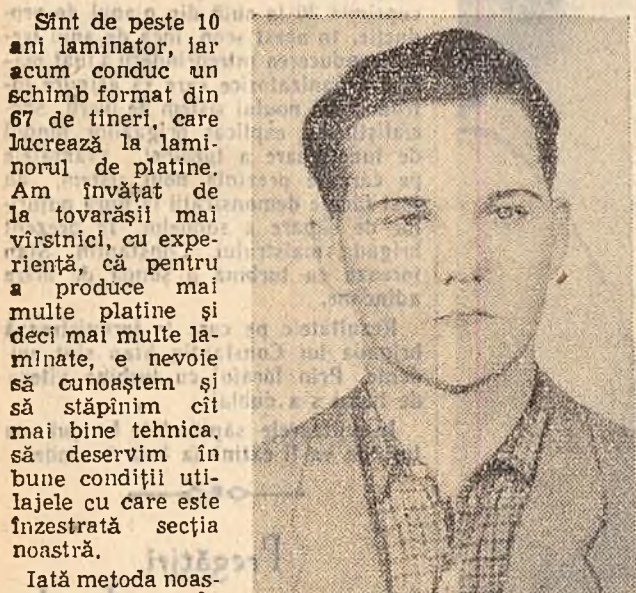 Sînt de peste 10
ani laminator, iar
acum conduc un
schimb format din
67 de tineri, care
lucrează la lami-
norul de platine.
Am învățat de
la tovarășii mai
vîrstnici, cu expe-
riență, că pentru
a produce mai
multe platine și
deci mai multe la-
minate, e nevoie
să cunoaștem și
să stăpînim cît
mai bine tehnica,
să deservim în
bune condiții uti-
lajele cu care este
înzestrată secția
noastră.
Iată metoda noas-